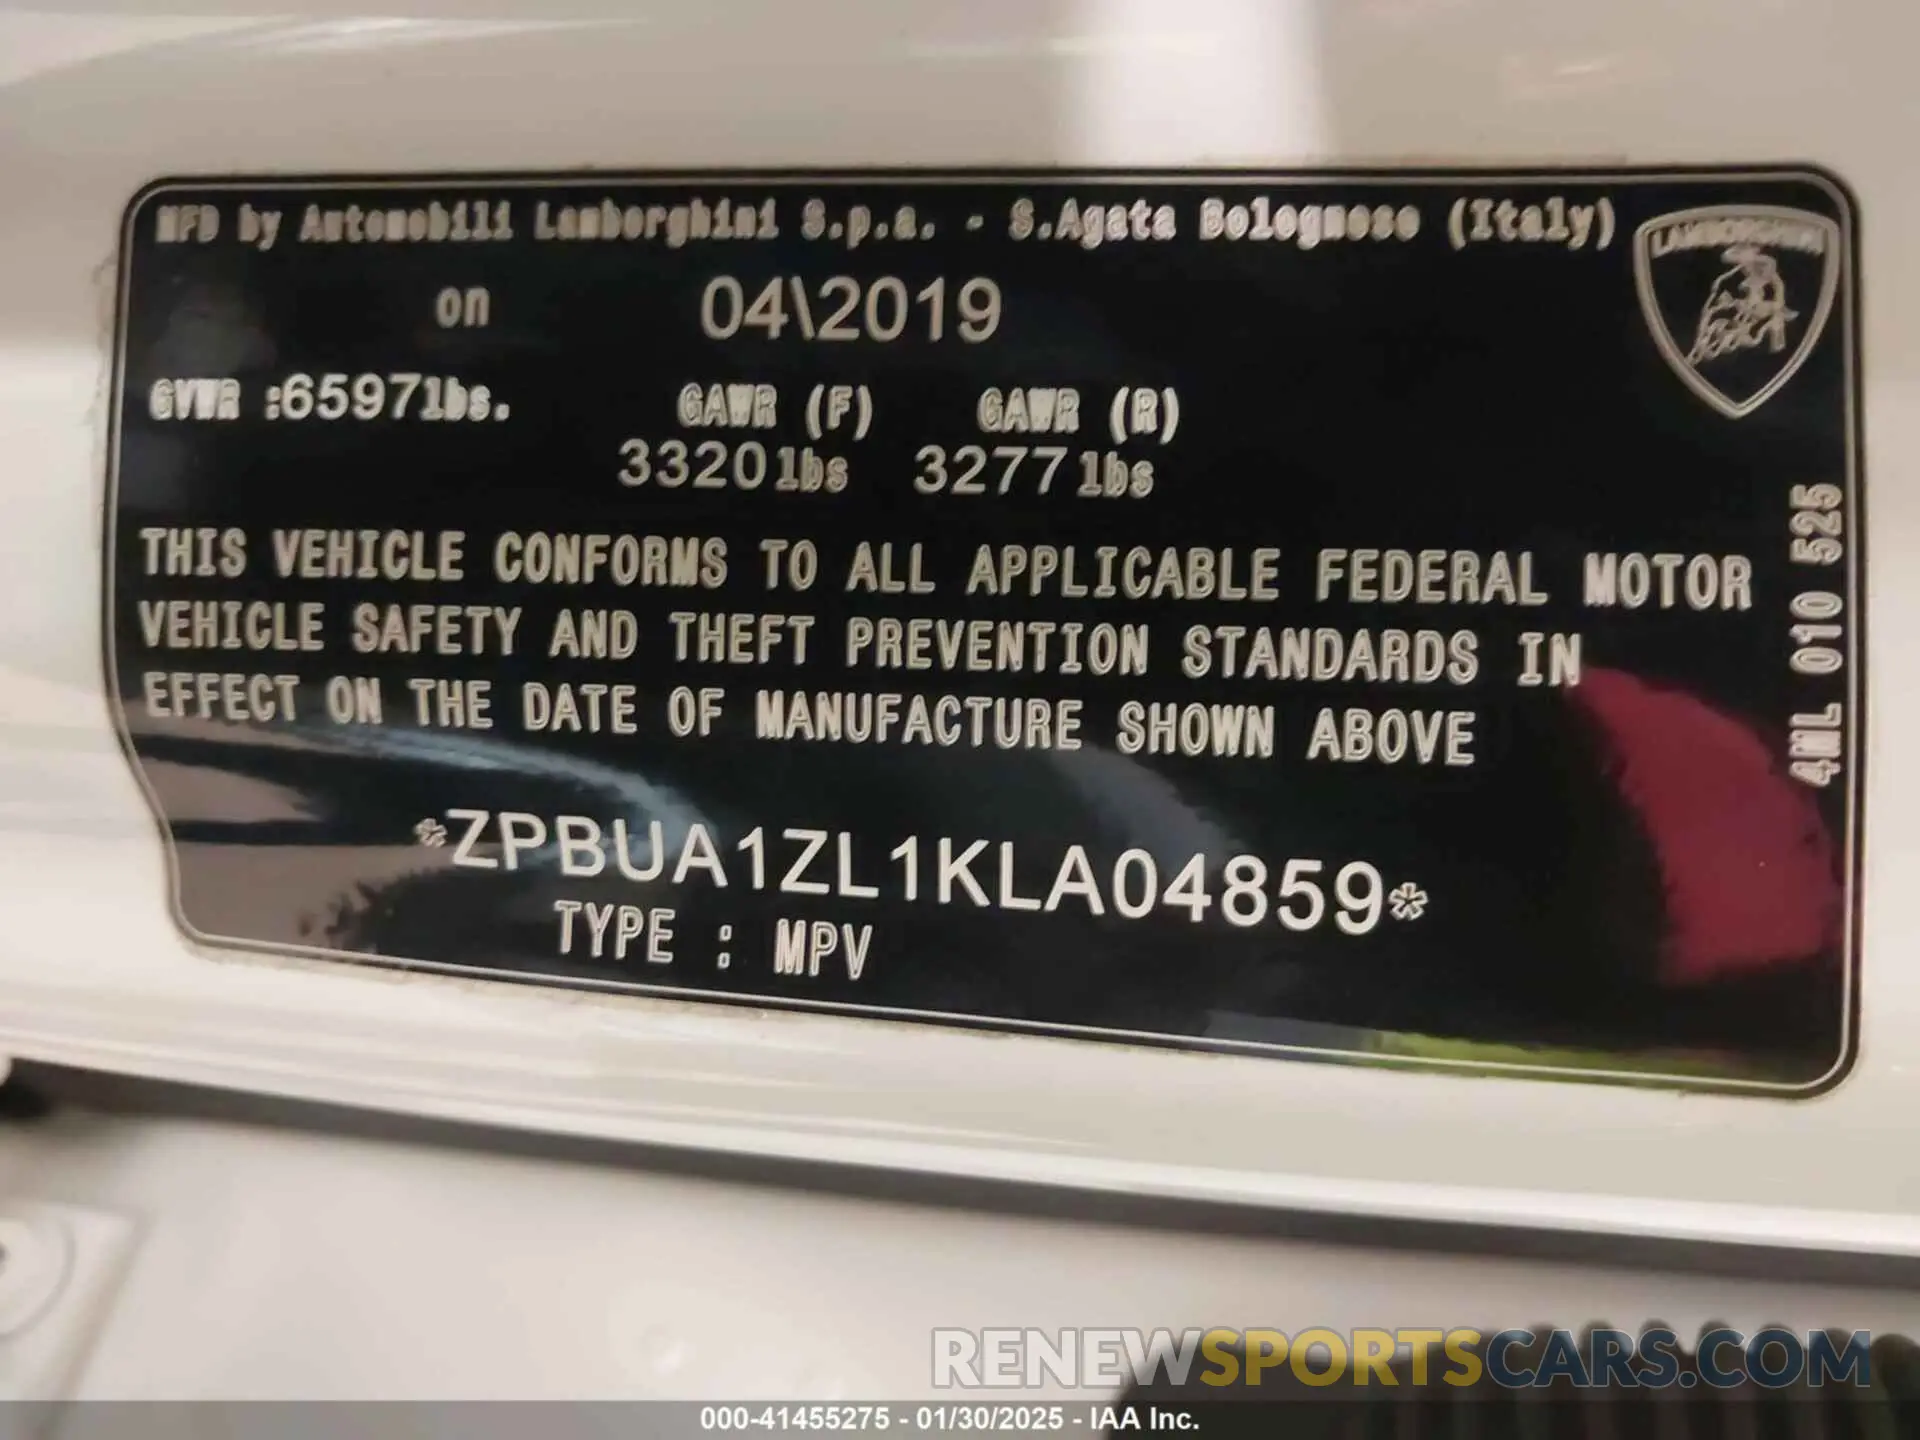 MFD by Automobili Lamborghini S.p.a. - S.Agata Bolognese (Italy)
LAMBORGHINI
on 04\2019
GVWR :6597lbs. GAWR (F) GAWR (R)
3320lbs 3277lbs
THIS VEHICLE CONFORMS TO ALL APPLICABLE FEDERAL MOTOR
VEHICLE SAFETY AND THEFT PREVENTION STANDARDS IN
EFFECT ON THE DATE OF MANUFACTURE SHOWN ABOVE
4ML 010 525
*ZPBUA1ZL1KLA04859*
TYPE : MPV
RENEWSPORTSCARS.COM
000-41455275 - 01/30/2025 - IAA Inc.